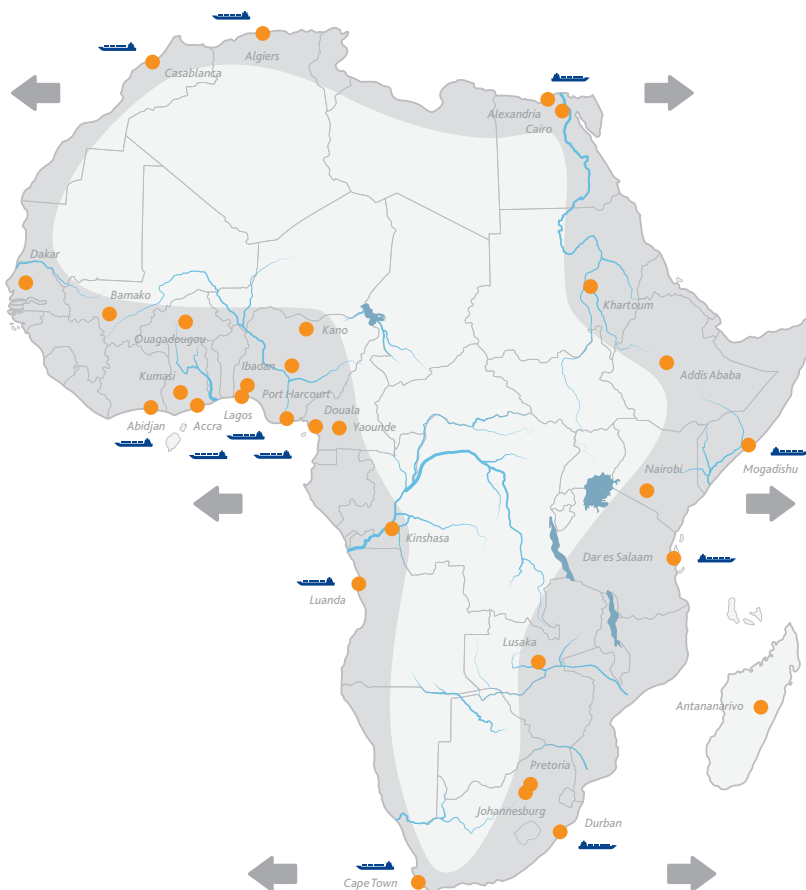 Algiers
Casablanca
Alexandria
Cairo
Dakar
Bamako
Khartoum
Ouagadougou
Kano
Ibadan
Addis Ababa
Kumasi
Port Harcourt
Lagos
Douala
Abidjan
Accra
Yaounde
Nairobi
Mogadishu
Kinshasa
Dar es Salaam
Luanda
Lusaka
Antananarivo
Pretoria
Johannesburg
Durban
Cape Town